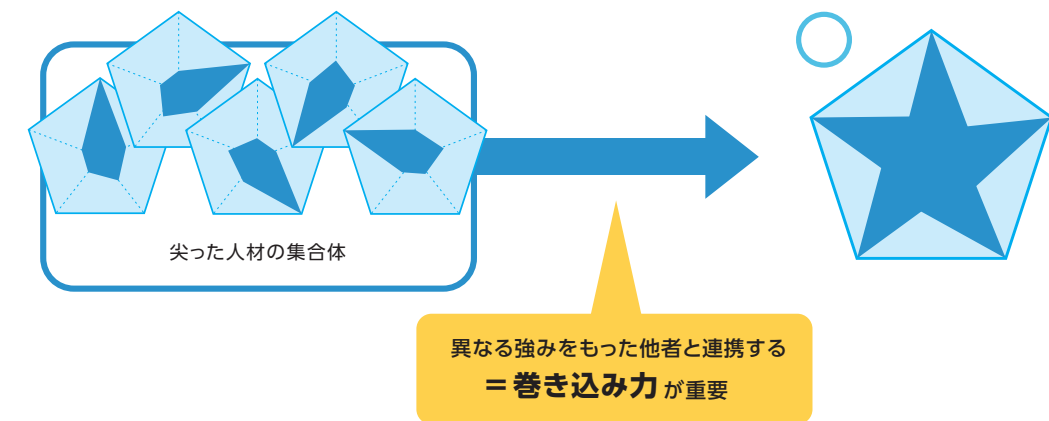 尖った人材の集合体
異なる強みをもった他者と連携する
＝巻き込み力が重要